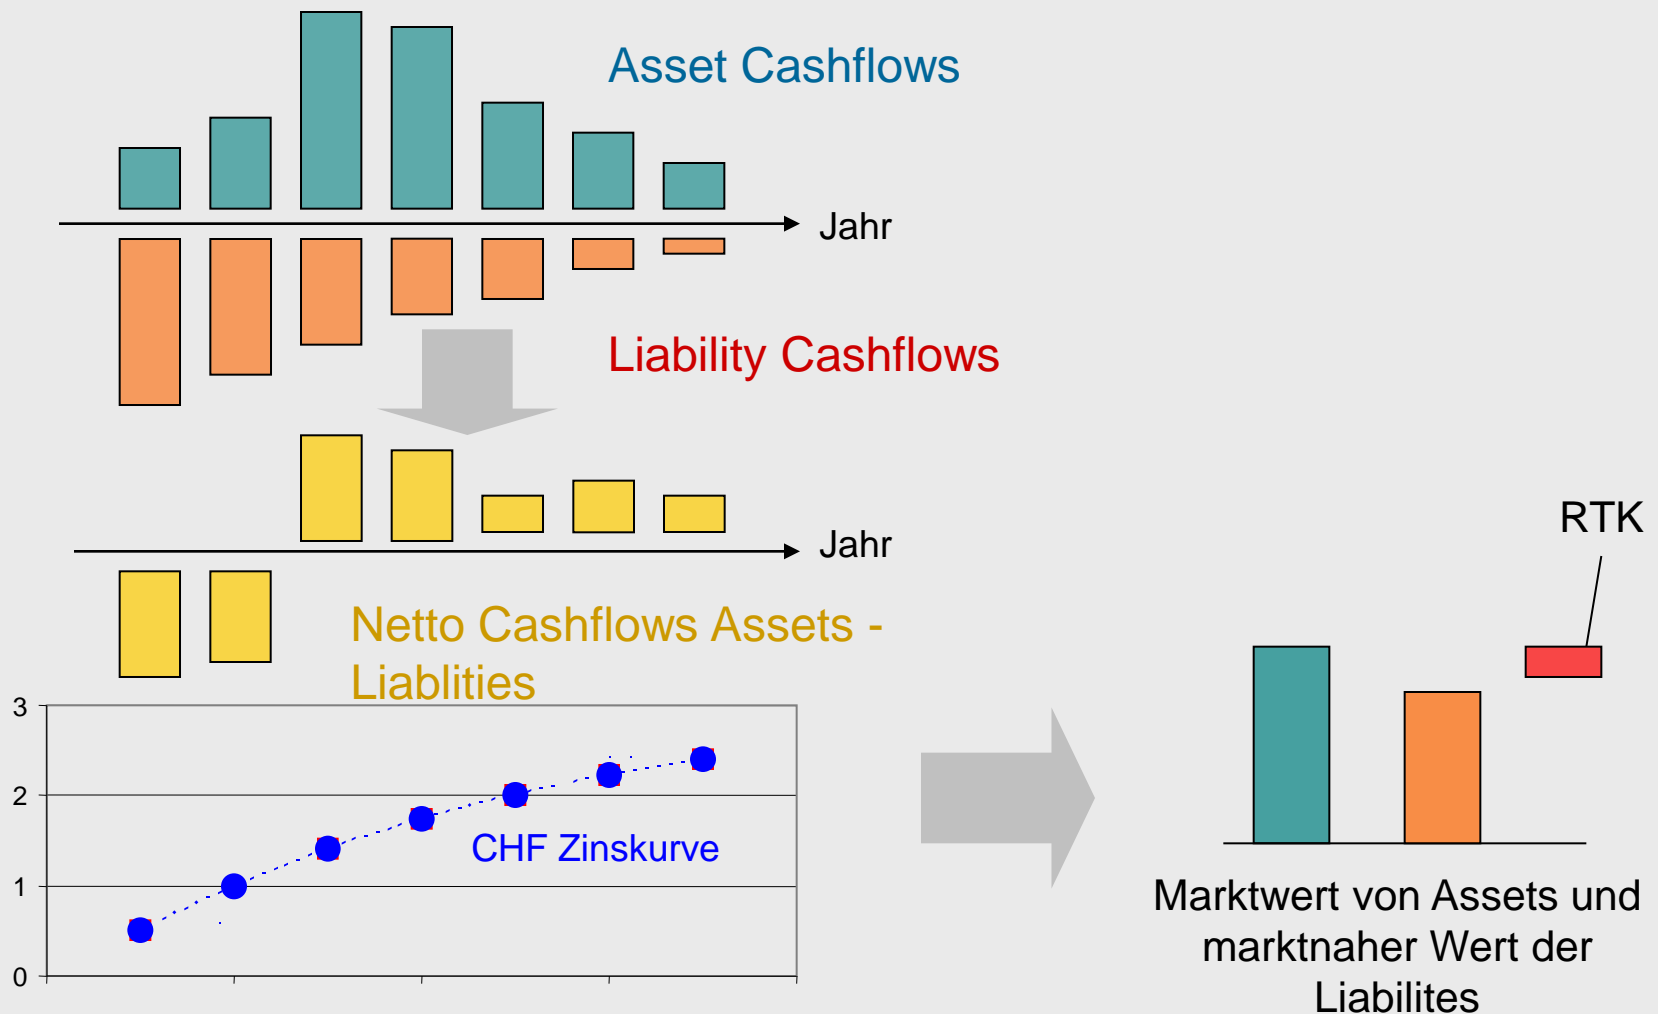 Asset Cashflows
Jahr
Liability Cashflows
Jahr
Netto Cashflows Assets -
Liablities
3
2
1
0
CHF Zinskurve
RTK
Marktwert von Assets und
marktnaher Wert der
Liabilites